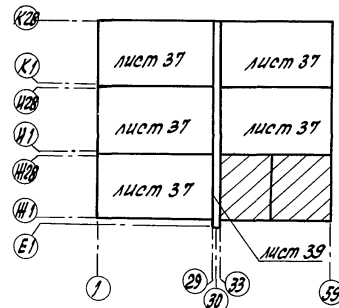 К28
лист 37 лист 37
К1
И28
лист 37 лист 37
И1
Ж28
лист 37
Ж1
Е1
лист 39
1 29 30 33 59